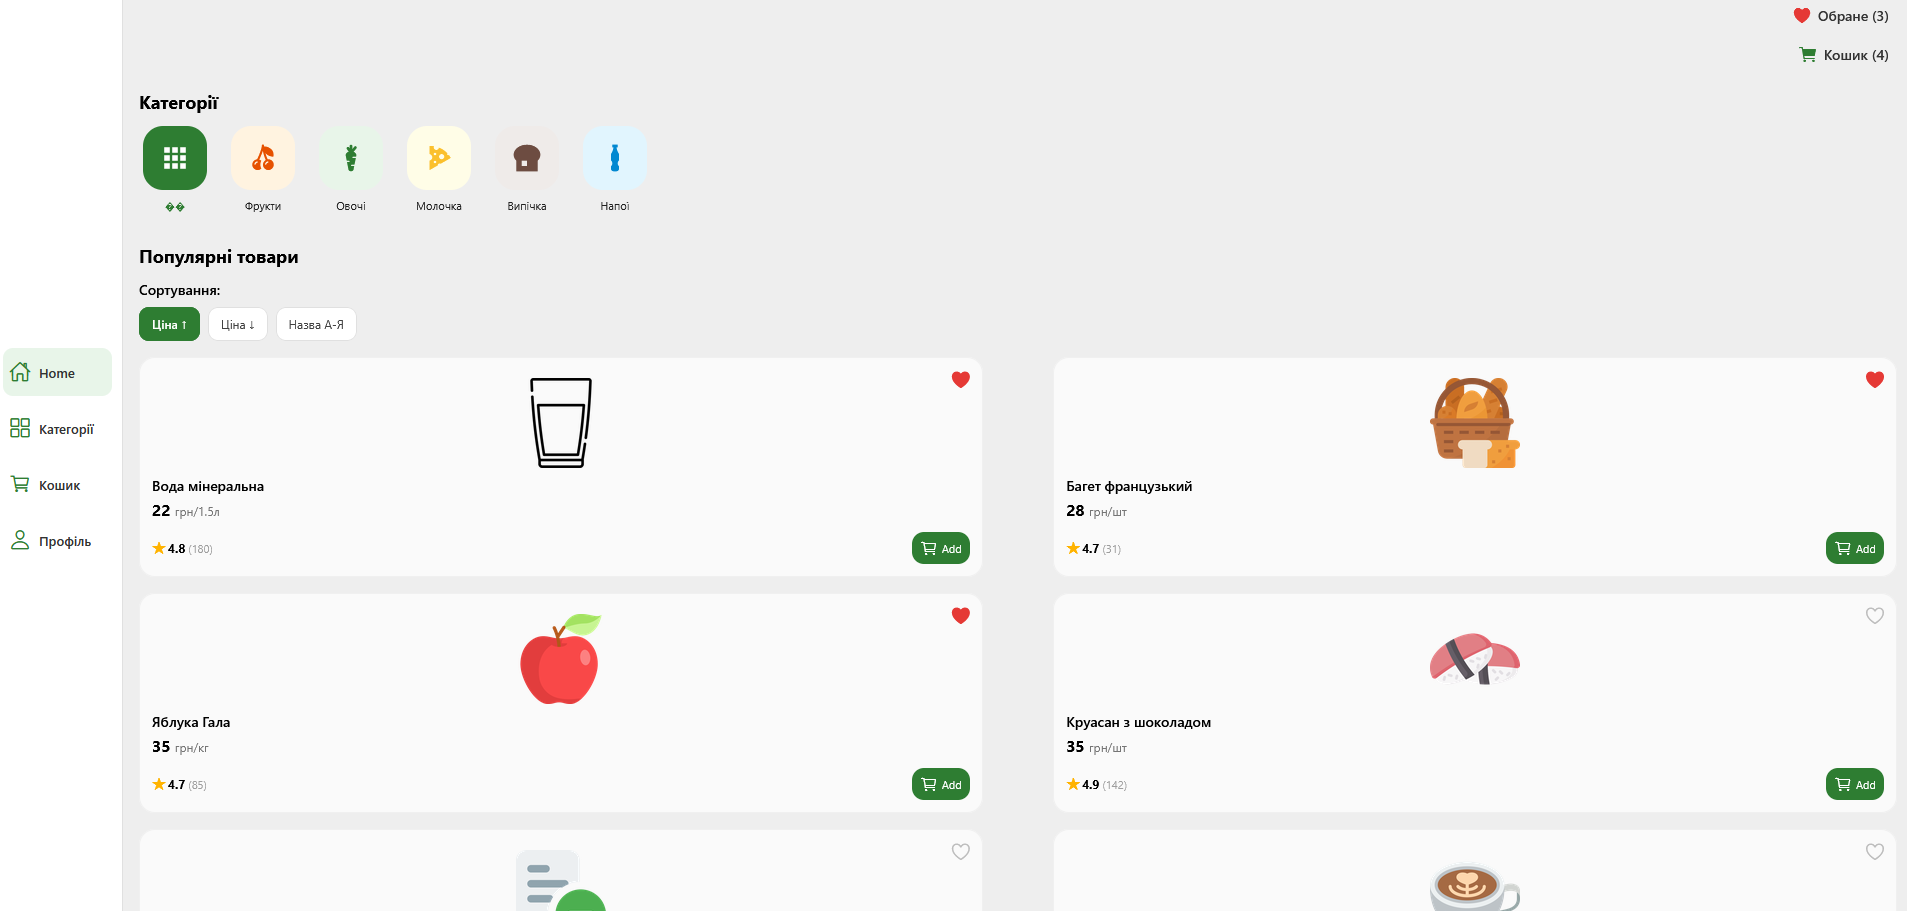 Обране (3)
Кошик (4)
Категорії
��
Фрукти
Овочі
Молочка
Випічка
Напої
Популярні товари
Сортування:
Ціна ↑
Ціна ↓
Назва А-Я
Home
Категорії
Кошик
Профіль
Вода мінеральна
22 грн/1.5л
4.8 (180)
Add
Багет французький
28 грн/шт
4.7 (31)
Add
Яблука Гала
35 грн/кг
4.7 (85)
Add
Круасан з шоколадом
35 грн/шт
4.9 (142)
Add